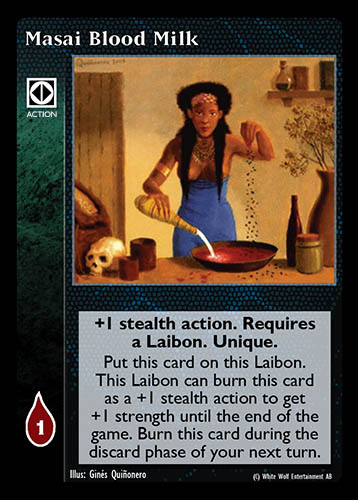 Masai Blood Milk
Quiñonero 2005
ACTION
+1 stealth action. Requires
a Laibon. Unique.
Put this card on this Laibon.
This Laibon can burn this card
as a +1 stealth action to get
+1 strength until the end of the
game. Burn this card during the
discard phase of your next turn.
1
Illus: Ginés Quiñonero
(C) White Wolf Entertainment AB